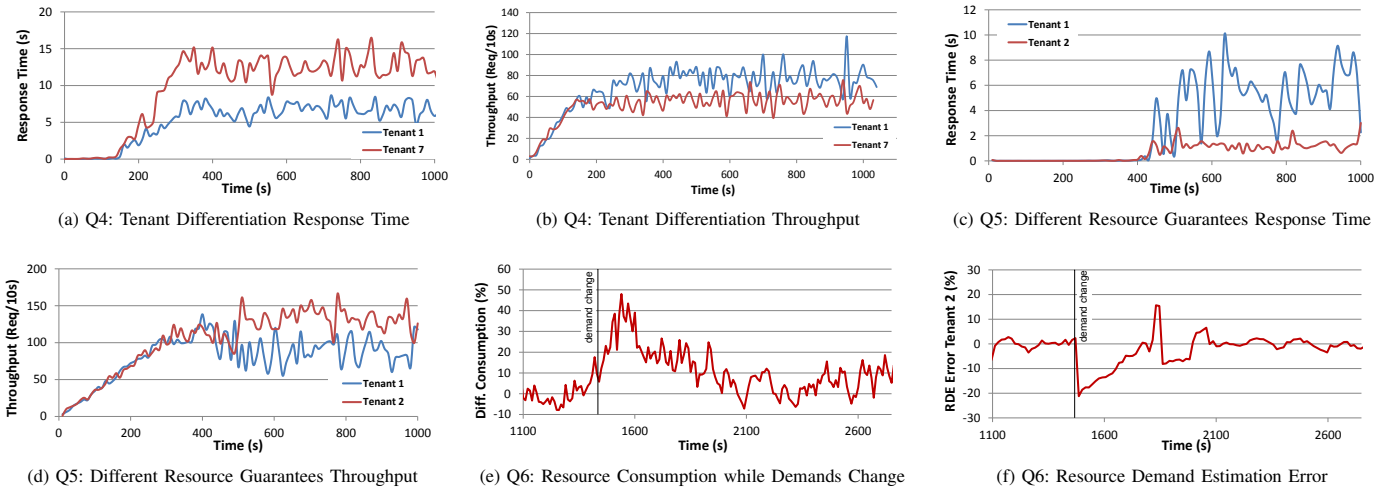 Response Time (s)
20
15
10
5
0
0
200
400
600
800
1000
Time (s)
Tenant 1
Tenant 7
(a) Q4: Tenant Differentiation Response Time
Throughput (Req/10s)
140
120
100
80
60
40
20
0
0
200
400
600
800
1000
Time (s)
Tenant 1
Tenant 7
(b) Q4: Tenant Differentiation Throughput
Response Time (s)
12
10
8
6
4
2
0
0
200
400
600
800
1000
Time (s)
Tenant 1
Tenant 2
(c) Q5: Different Resource Guarantees Response Time
Throughput (Req/10s)
200
150
100
50
0
0
200
400
600
800
1000
Time (s)
Tenant 1
Tenant 2
(d) Q5: Different Resource Guarantees Throughput
Diff. Consumption (%)
60
50
40
30
20
10
0
-10
1100
1600
2100
2600
Time (s)
demand change
(e) Q6: Resource Consumption while Demands Change
RDE Error Tenant 2 (%)
30
20
10
0
-10
-20
-30
1100
1600
2100
2600
Time (s)
demand change
(f) Q6: Resource Demand Estimation Error